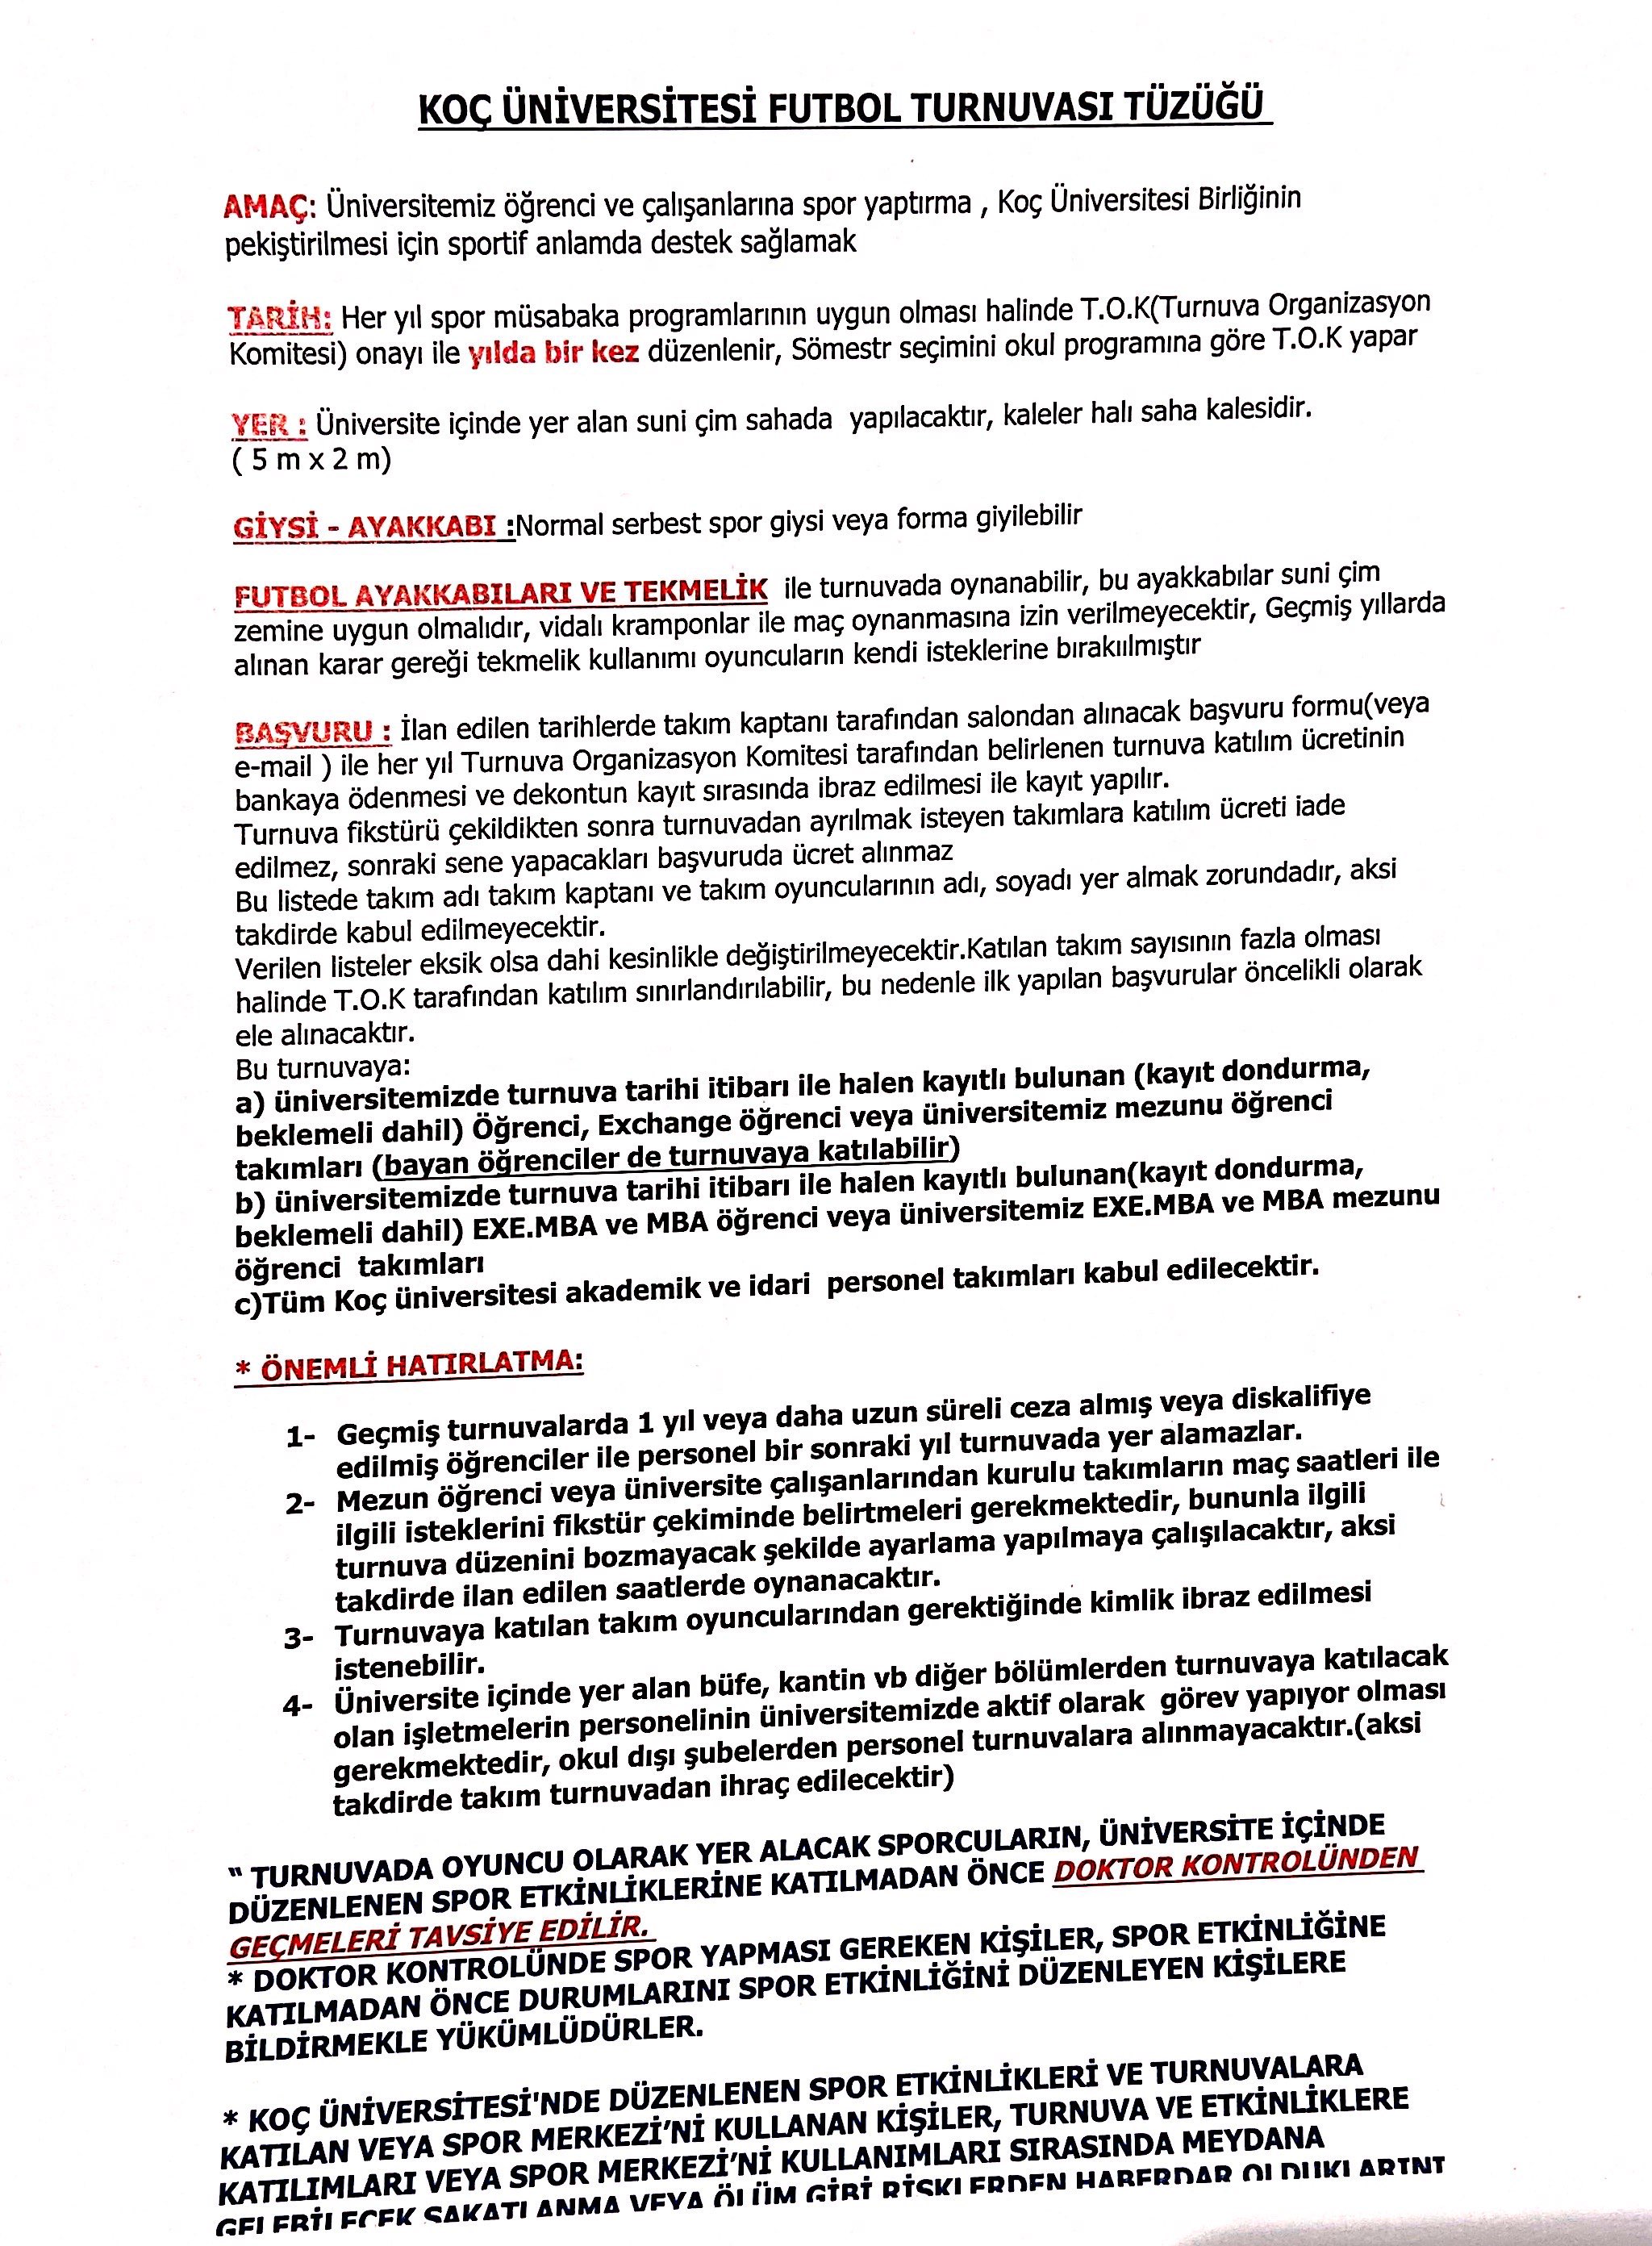 KOÇ ÜNİVERSİTESİ FUTBOL TURNUVASI TÜZÜĞÜ
AMAÇ: Üniversitemiz öğrenci ve çalışanlarına spor yaptırma , Koç Üniversitesi Birliğinin
pekiştirilmesi için sportif anlamda destek sağlamak
TARİH: Her yıl spor müsabaka programlarının uygun olması halinde T.O.K(Turnuva Organizasyon
Komitesi) onayı ile yılda bir kez düzenlenir, Sömestr seçimini okul programına göre T.O.K yapar
YER : Üniversite içinde yer alan suni çim sahada  yapılacaktır, kaleler halı saha kalesidir.
( 5 m x 2 m)
GİYSİ - AYAKKABI :Normal serbest spor giysi veya forma giyilebilir
FUTBOL AYAKKABILARI VE TEKMELİK  ile turnuvada oynanabilir, bu ayakkabılar suni çim
zemine uygun olmalıdır, vidalı kramponlar ile maç oynanmasına izin verilmeyecektir, Geçmiş yıllarda
alınan karar gereği tekmelik kullanımı oyuncuların kendi isteklerine bırakıılmıştır
BAŞVURU : İlan edilen tarihlerde takım kaptanı tarafından salondan alınacak başvuru formu(veya
e-mail ) ile her yıl Turnuva Organizasyon Komitesi tarafından belirlenen turnuva katılım ücretinin
bankaya ödenmesi ve dekontun kayıt sırasında ibraz edilmesi ile kayıt yapılır.
Turnuva fikstürü çekildikten sonra turnuvadan ayrılmak isteyen takımlara katılım ücreti iade
edilmez, sonraki sene yapacakları başvuruda ücret alınmaz
Bu listede takım adı takım kaptanı ve takım oyuncularının adı, soyadı yer almak zorundadır, aksi
takdirde kabul edilmeyecektir.
Verilen listeler eksik olsa dahi kesinlikle değiştirilmeyecektir.Katılan takım sayısının fazla olması
halinde T.O.K tarafından katılım sınırlandırılabilir, bu nedenle ilk yapılan başvurular öncelikli olarak
ele alınacaktır.
Bu turnuvaya:
a) üniversitemizde turnuva tarihi itibarı ile halen kayıtlı bulunan (kayıt dondurma,
beklemeli dahil) Öğrenci, Exchange öğrenci veya üniversitemiz mezunu öğrenci
takımları (bayan öğrenciler de turnuvaya katılabilir)
b) üniversitemizde turnuva tarihi itibarı ile halen kayıtlı bulunan(kayıt dondurma,
beklemeli dahil) EXE.MBA ve MBA öğrenci veya üniversitemiz EXE.MBA ve MBA mezunu
öğrenci  takımları
c)Tüm Koç üniversitesi akademik ve idari  personel takımları kabul edilecektir.
* ÖNEMLİ HATIRLATMA:
1- Geçmiş turnuvalarda 1 yıl veya daha uzun süreli ceza almış veya diskalifiye
edilmiş öğrenciler ile personel bir sonraki yıl turnuvada yer alamazlar.
2- Mezun öğrenci veya üniversite çalışanlarından kurulu takımların maç saatleri ile
ilgili isteklerini fikstür çekiminde belirtmeleri gerekmektedir, bununla ilgili
turnuva düzenini bozmayacak şekilde ayarlama yapılmaya çalışılacaktır, aksi
takdirde ilan edilen saatlerde oynanacaktır.
3- Turnuvaya katılan takım oyuncularından gerektiğinde kimlik ibraz edilmesi
istenebilir.
4- Üniversite içinde yer alan büfe, kantin vb diğer bölümlerden turnuvaya katılacak
olan işletmelerin personelinin üniversitemizde aktif olarak  görev yapıyor olması
gerekmektedir, okul dışı şubelerden personel turnuvalara alınmayacaktır.(aksi
takdirde takım turnuvadan ihraç edilecektir)
" TURNUVADA OYUNCU OLARAK YER ALACAK SPORCULARIN, ÜNİVERSİTE İÇİNDE
DÜZENLENEN SPOR ETKİNLİKLERİNE KATILMADAN ÖNCE DOKTOR KONTROLÜNDEN
GEÇMELERİ TAVSİYE EDİLİR.
* DOKTOR KONTROLÜNDE SPOR YAPMASI GEREKEN KİŞİLER, SPOR ETKİNLİĞİNE
KATILMADAN ÖNCE DURUMLARINI SPOR ETKİNLİĞİNİ DÜZENLEYEN KİŞİLERE
BİLDİRMEKLE YÜKÜMLÜDÜRLER.
* KOÇ ÜNİVERSİTESİ'NDE DÜZENLENEN SPOR ETKİNLİKLERİ VE TURNUVALARA
KATILAN VEYA SPOR MERKEZİ'Nİ KULLANAN KİŞİLER, TURNUVA VE ETKİNLİKLERE
KATILIMLARI VEYA SPOR MERKEZİ'Nİ KULLANIMLARI SIRASINDA MEYDANA
GELEBİLECEK SAKATLANMA VEYA ÖLÜM GİBİ RİSKLERDEN HABERDAR OLDUKLARINI